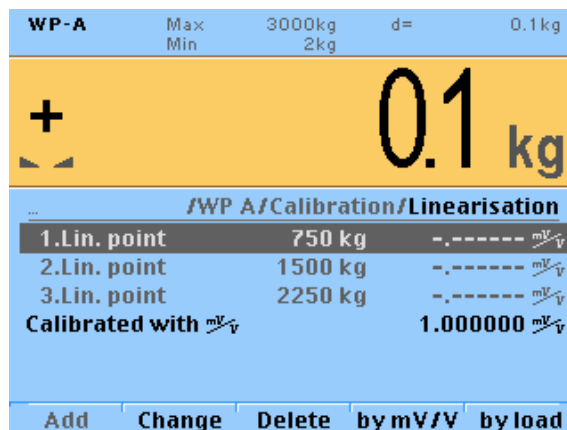 WP-A Max 3000kg d= 0.1kg
Min 2kg
+ 0.1 kg
... /WP A/Calibration/Linearisation
1.Lin. point 750 kg -.------ mV/V
2.Lin. point 1500 kg -.------ mV/V
3.Lin. point 2250 kg -.------ mV/V
Calibrated with mV/V 1.000000 mV/V
Add Change Delete by mV/V by load